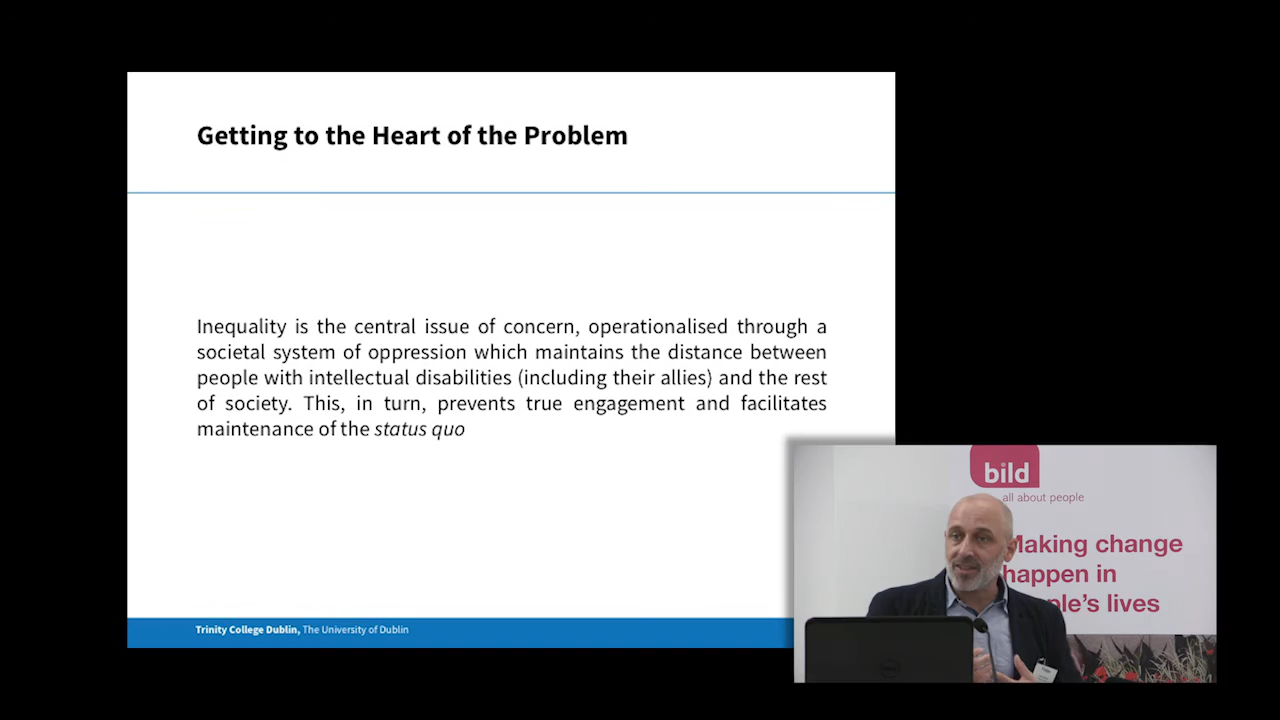 Getting to the Heart of the Problem
Inequality is the central issue of concern, operationalised through a
societal system of oppression which maintains the distance between
people with intellectual disabilities (including their allies) and the rest
of society. This, in turn, prevents true engagement and facilitates
maintenance of the status quo
Trinity College Dublin, The University of Dublin
bild
all about people
Making change
happen in
ple's lives